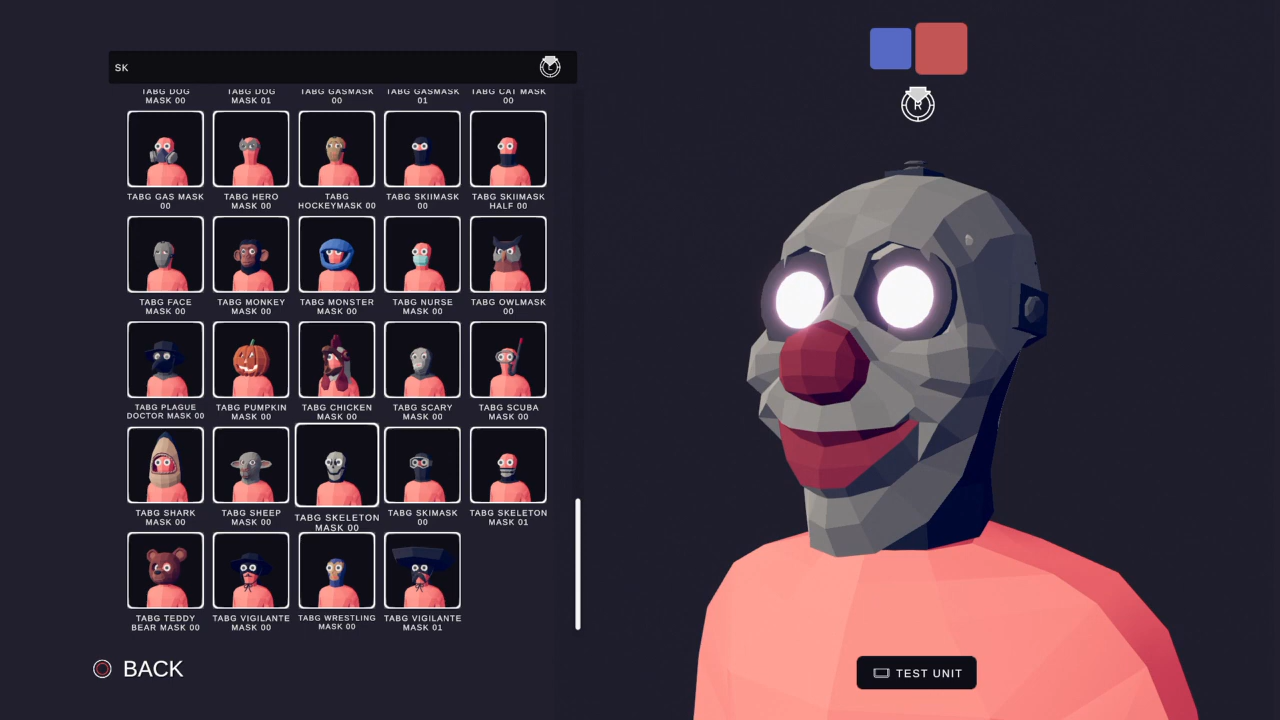 SK
L
R
TABG DOG
MASK 00
TABG DOG
MASK 01
TABG GASMASK
00
TABG GASMASK
01
TABG CAT MASK
00
TABG GAS MASK
00
TABG HERO
MASK 00
TABG
HOCKEYMASK 00
TABG SKIIMASK
00
TABG SKIIMASK
HALF 00
TABG FACE
MASK 00
TABG MONKEY
MASK 00
TABG MONSTER
MASK 00
TABG NURSE
MASK 00
TABG OWLMASK
00
TABG PLAGUE
DOCTOR MASK 00
TABG PUMPKIN
MASK 00
TABG CHICKEN
MASK 00
TABG SCARY
MASK 00
TABG SCUBA
MASK 00
TABG SHARK
MASK 00
TABG SHEEP
MASK 00
TABG SKELETON
MASK 00
TABG SKIMASK
00
TABG SKELETON
MASK 01
TABG TEDDY
BEAR MASK 00
TABG VIGILANTE
MASK 00
TABG WRESTLING
MASK 00
TABG VIGILANTE
MASK 01
BACK
TEST UNIT